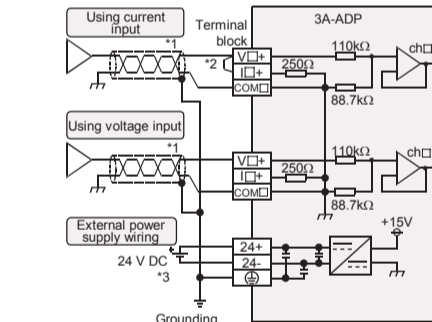 Using current
input
Terminal
block
3A-ADP
*1
*2
V□+
I□+
COM□
250Ω
110kΩ
88.7kΩ
ch□
Using voltage input
*1
V□+
I□+
COM□
250Ω
110kΩ
88.7kΩ
ch□
External power
supply wiring
24 V DC
*3
24+
24-
+15V
Grounding